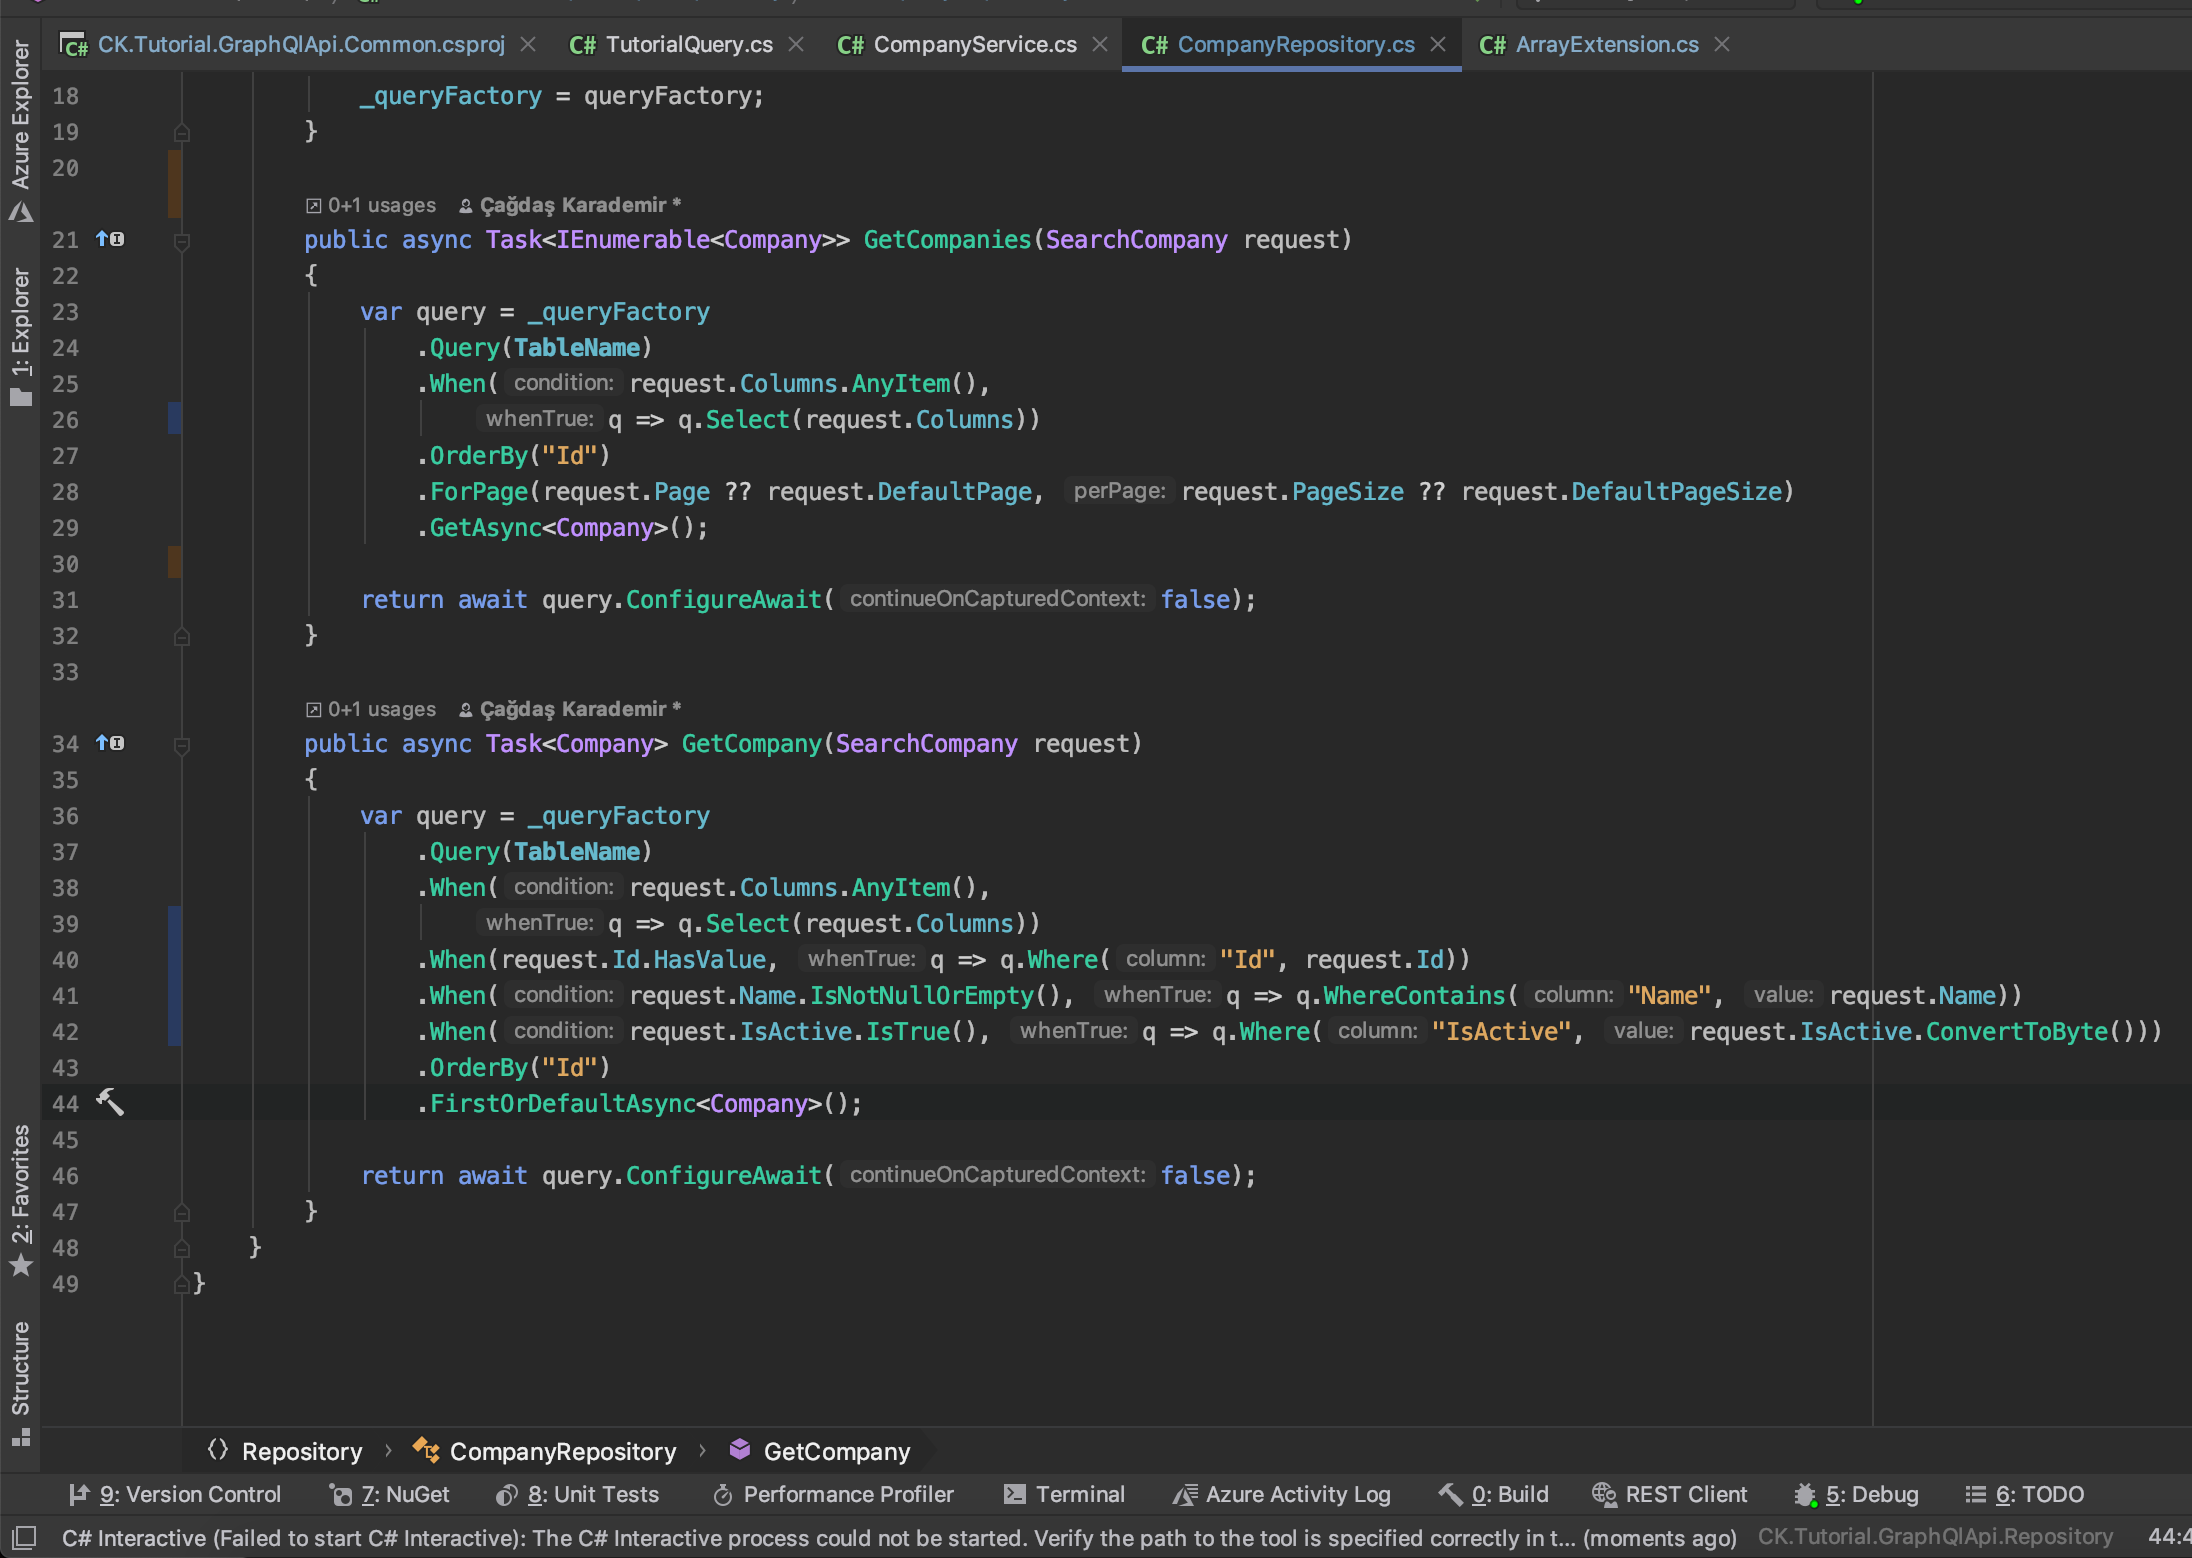 CK.Tutorial.GraphQlApi.Common.csproj
C# TutorialQuery.cs
C# CompanyService.cs
C# CompanyRepository.cs
C# ArrayExtension.cs
Azure Explorer
1: Explorer
2: Favorites
Structure
18 _queryFactory = queryFactory;
19 }
20
0+1 usages Çağdaş Karademir *
21 public async Task<IEnumerable<Company>> GetCompanies(SearchCompany request)
22 {
23 var query = _queryFactory
24 .Query(TableName)
25 .When( condition: request.Columns.AnyItem(),
26 whenTrue: q => q.Select(request.Columns))
27 .OrderBy("Id")
28 .ForPage(request.Page ?? request.DefaultPage, perPage: request.PageSize ?? request.DefaultPageSize)
29 .GetAsync<Company>();
30
31 return await query.ConfigureAwait( continueOnCapturedContext: false);
32 }
33
0+1 usages Çağdaş Karademir *
34 public async Task<Company> GetCompany(SearchCompany request)
35 {
36 var query = _queryFactory
37 .Query(TableName)
38 .When( condition: request.Columns.AnyItem(),
39 whenTrue: q => q.Select(request.Columns))
40 .When(request.Id.HasValue, whenTrue: q => q.Where( column: "Id", request.Id))
41 .When( condition: request.Name.IsNotNullOrEmpty(), whenTrue: q => q.WhereContains( column: "Name", value: request.Name))
42 .When( condition: request.IsActive.IsTrue(), whenTrue: q => q.Where( column: "IsActive", value: request.IsActive.ConvertToByte()))
43 .OrderBy("Id")
44 .FirstOrDefaultAsync<Company>();
45
46 return await query.ConfigureAwait( continueOnCapturedContext: false);
47 }
48 }
49 }
Repository › CompanyRepository › GetCompany
9: Version Control 7: NuGet 8: Unit Tests Performance Profiler Terminal Azure Activity Log 0: Build REST Client 5: Debug 6: TODO
C# Interactive (Failed to start C# Interactive): The C# Interactive process could not be started. Verify the path to the tool is specified correctly in t... (moments ago) CK.Tutorial.GraphQlApi.Repository 44:4